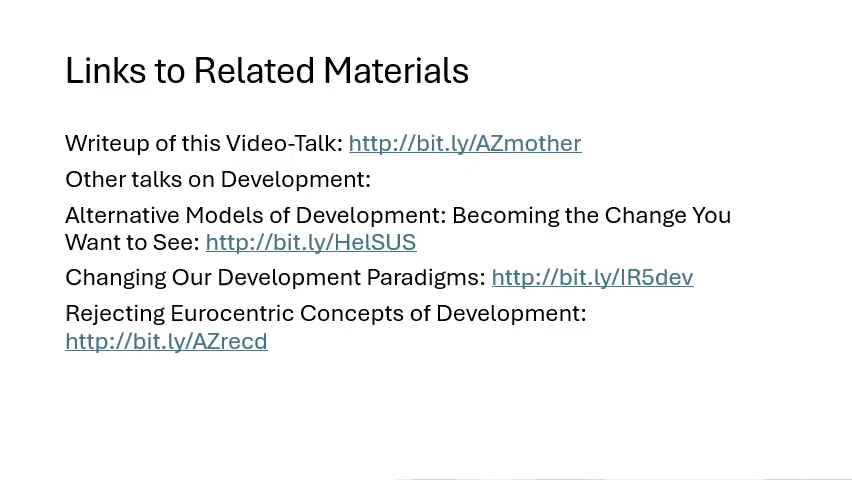 Links to Related Materials
Writeup of this Video-Talk: http://bit.ly/AZmother
Other talks on Development:
Alternative Models of Development: Becoming the Change You
Want to See: http://bit.ly/HelSUS
Changing Our Development Paradigms: http://bit.ly/IR5dev
Rejecting Eurocentric Concepts of Development:
http://bit.ly/AZrecd